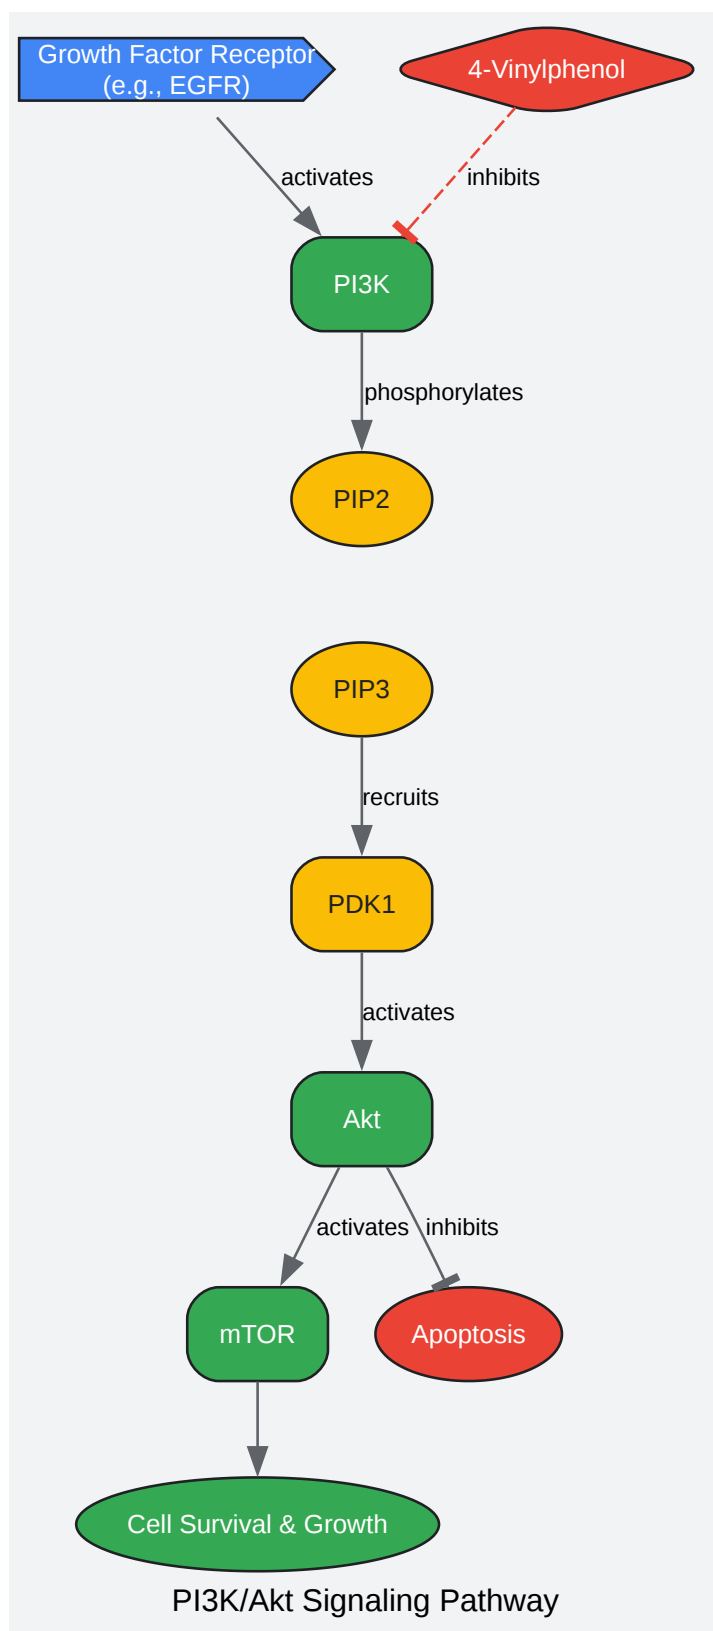 Growth Factor Receptor
(e.g., EGFR)
4-Vinylphenol
activates
inhibits
PI3K
phosphorylates
PIP2
PIP3
recruits
PDK1
activates
Akt
activates
inhibits
mTOR
Apoptosis
Cell Survival & Growth
PI3K/Akt Signaling Pathway